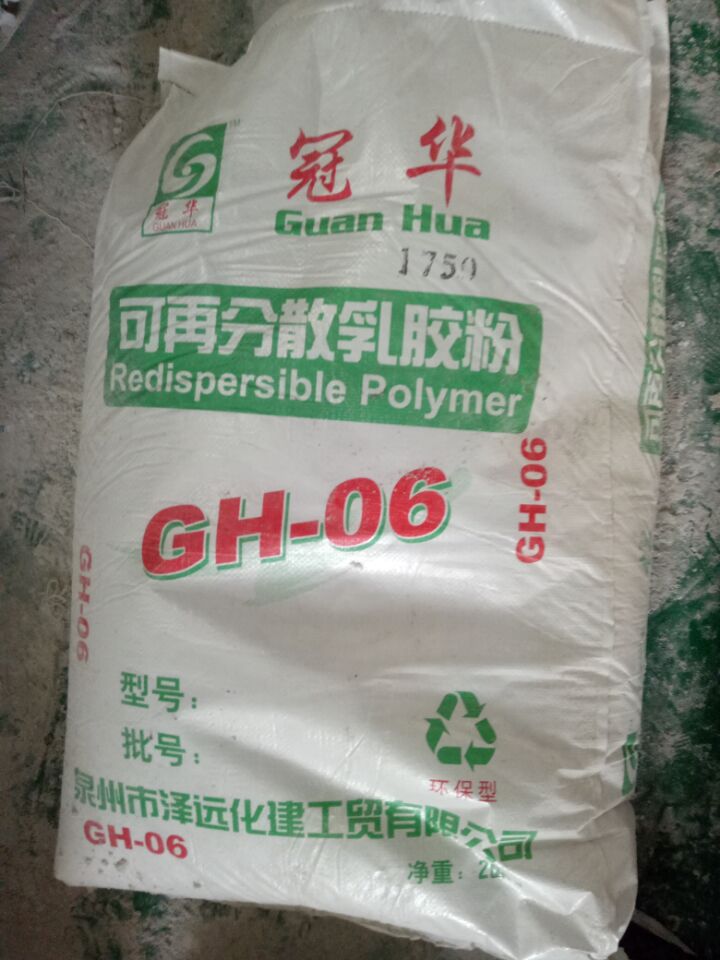 TM
冠华
GUAN HUA
冠华
Guan Hua
1750
可再分散乳胶粉
Redispersible Polymer
GH-06
GH-06
GH-06
型号：
批号：
环保型
泉州市泽远化建工贸有限公司
GH-06
净重：